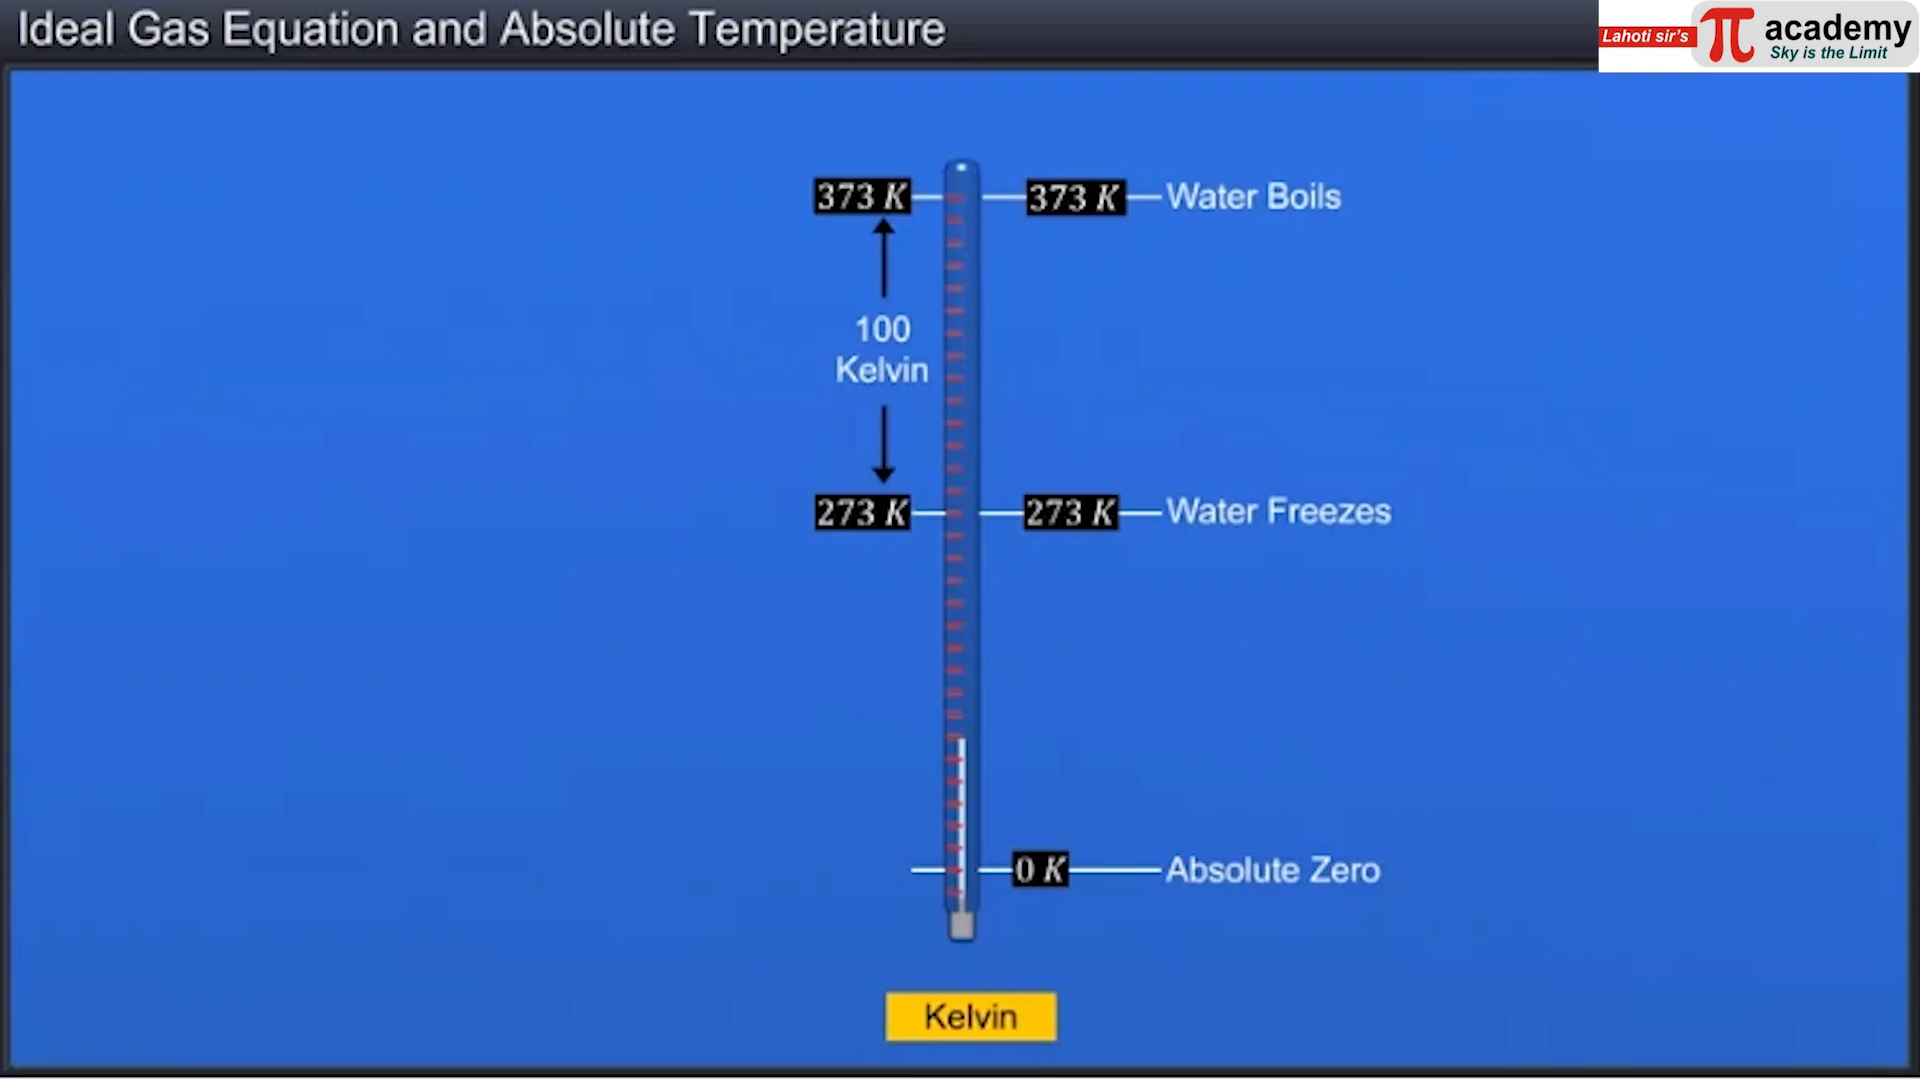 Ideal Gas Equation and Absolute Temperature
Lahoti sir's
π academy
Sky is the Limit
373 K
373 K
Water Boils
100
Kelvin
273 K
273 K
Water Freezes
0 K
Absolute Zero
Kelvin